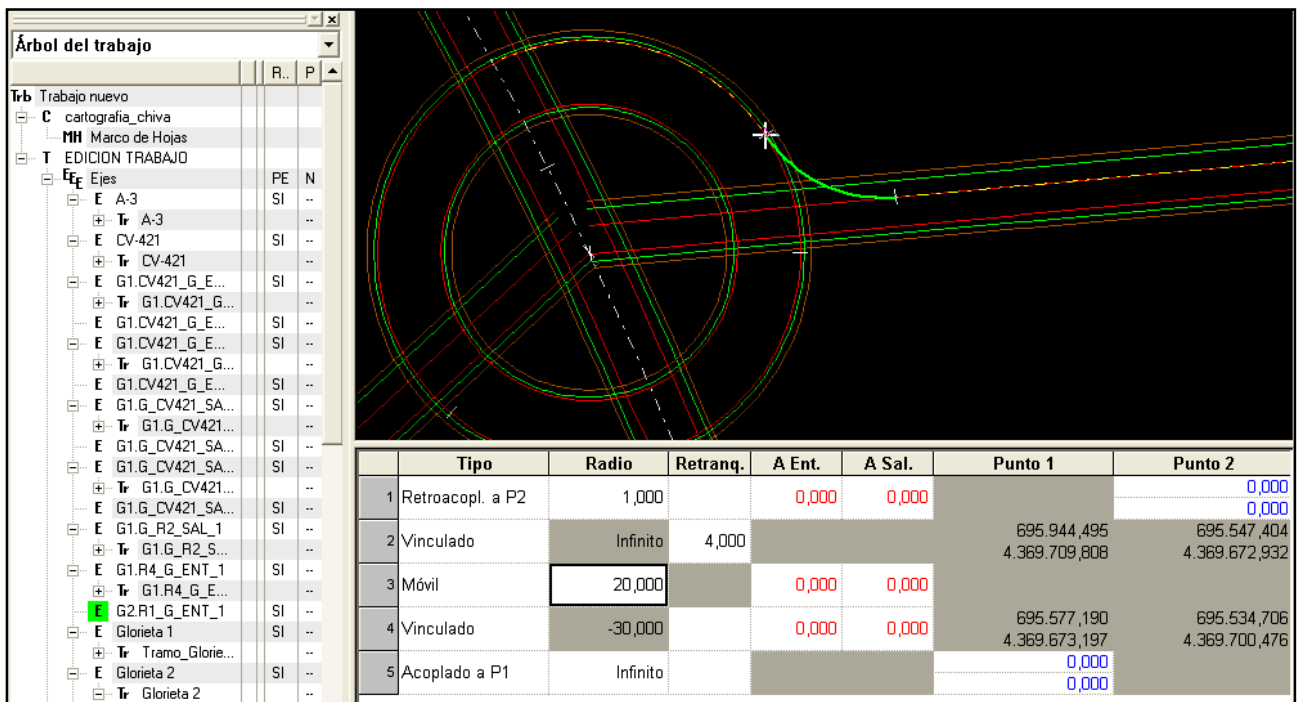 Árbol del trabajo
R.. P
Trb Trabajo nuevo
C cartografia_chiva
MH Marco de Hojas
T EDICION TRABAJO
EEE Ejes PE N
E A-3 SI --
Tr A-3 --
E CV-421 SI --
Tr CV-421 --
E G1.CV421_G_E... SI --
Tr G1.CV421_G... --
E G1.CV421_G_E... SI --
E G1.CV421_G_E... SI --
Tr G1.CV421_G... --
E G1.CV421_G_E... SI --
E G1.G_CV421_SA... SI --
Tr G1.G_CV421... --
E G1.G_CV421_SA... SI --
E G1.G_CV421_SA... SI --
Tr G1.G_CV421... --
E G1.G_CV421_SA... SI --
E G1.G_R2_SAL_1 SI --
Tr G1.G_R2_S... --
E G1.R4_G_ENT_1 SI --
Tr G1.R4_G_E... --
E G2.R1_G_ENT_1 SI --
E Glorieta 1 SI --
Tr Tramo_Glorie... --
E Glorieta 2 SI --
Tr Glorieta 2 --
Tipo Radio Retranq. A Ent. A Sal. Punto 1 Punto 2
1 Retroacopl. a P2 1,000 0,000 0,000 0,000
0,000
2 Vinculado Infinito 4,000 695.944,495 695.547,404
4.369.709,808 4.369.672,932
3 Móvil 20,000 0,000 0,000
4 Vinculado -30,000 0,000 0,000 695.577,190 695.534,706
4.369.673,197 4.369.700,476
5 Acoplado a P1 Infinito 0,000
0,000